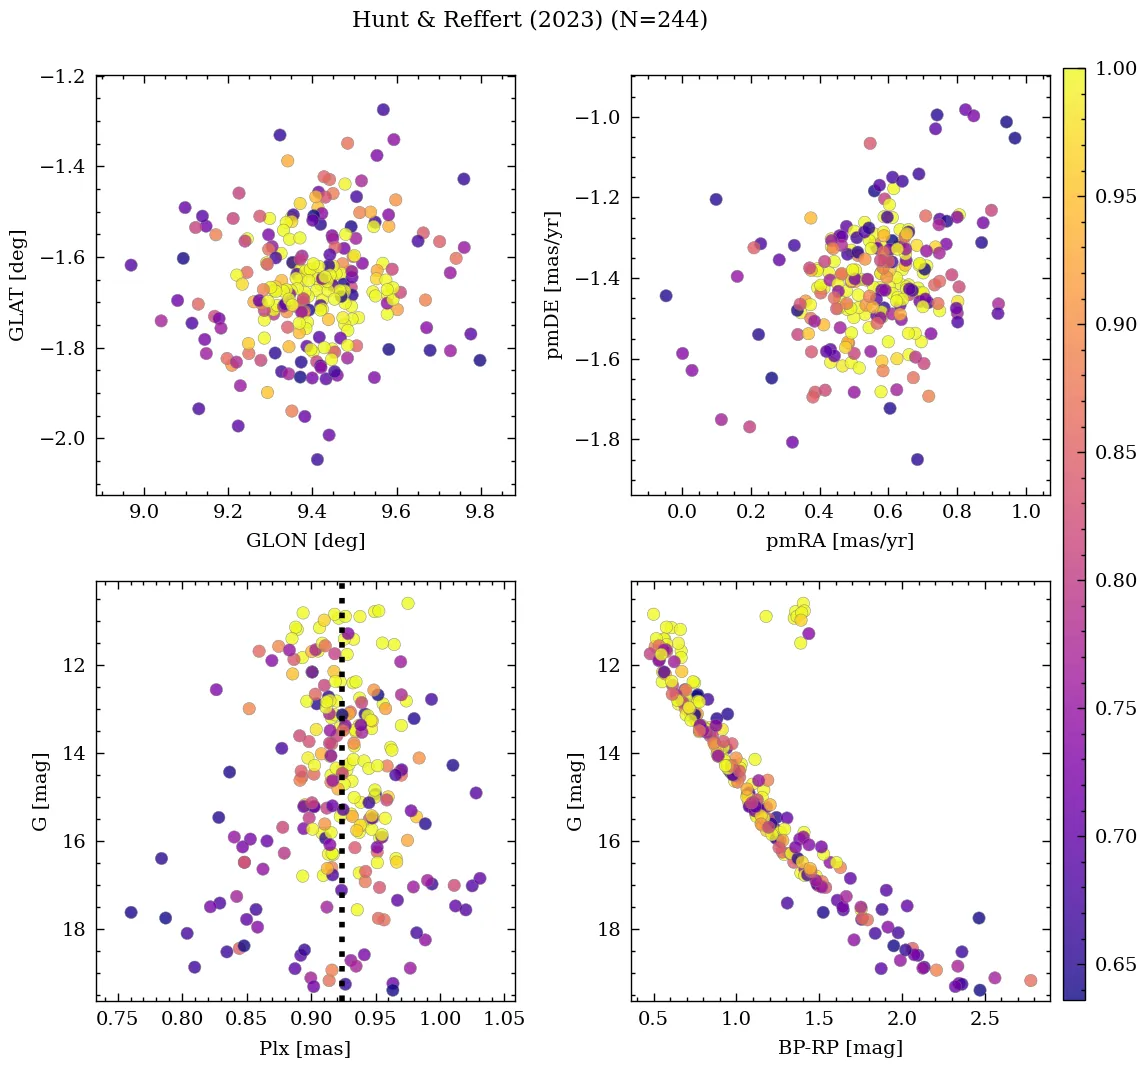 Hunt & Reffert (2023) (N=244)
−1.2
−1.4
−1.6
−1.8
−2.0
GLAT [deg]
9.0 9.2 9.4 9.6 9.8
GLON [deg]
−1.0
−1.2
−1.4
−1.6
−1.8
pmDE [mas/yr]
0.0 0.2 0.4 0.6 0.8 1.0
pmRA [mas/yr]
12
14
16
18
G [mag]
0.75 0.80 0.85 0.90 0.95 1.00 1.05
Plx [mas]
12
14
16
18
G [mag]
0.5 1.0 1.5 2.0 2.5
BP-RP [mag]
1.00
0.95
0.90
0.85
0.80
0.75
0.70
0.65